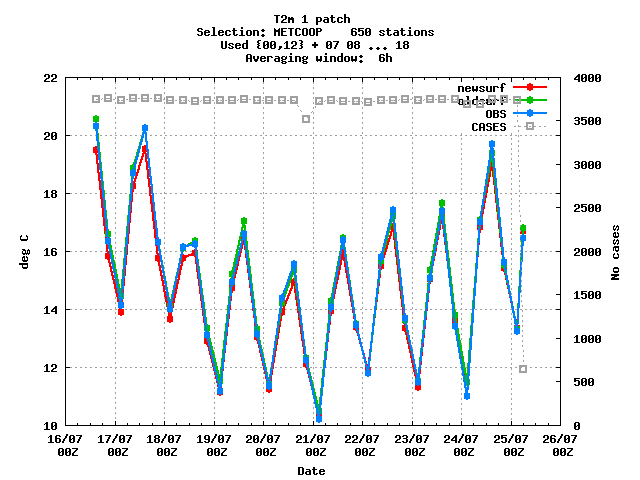 T2m 1 patch
Selection: METCOOP    650 stations
Used {00,12} + 07 08 ... 18
Averaging window:  6h
22
20
18
16
14
12
10
deg C
4000
3500
3000
2500
2000
1500
1000
500
0
No cases
newsurf
oldsurf
OBS
CASES
16/07 17/07 18/07 19/07 20/07 21/07 22/07 23/07 24/07 25/07 26/07
00Z 00Z 00Z 00Z 00Z 00Z 00Z 00Z 00Z 00Z 00Z
Date